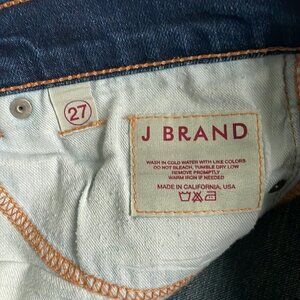 27
J BRAND
WASH IN COLD WATER WITH LIKE COLORS
DO NOT BLEACH, TUMBLE DRY LOW
REMOVE PROMPTLY
WARM IRON IF NEEDED
MADE IN CALIFORNIA, USA